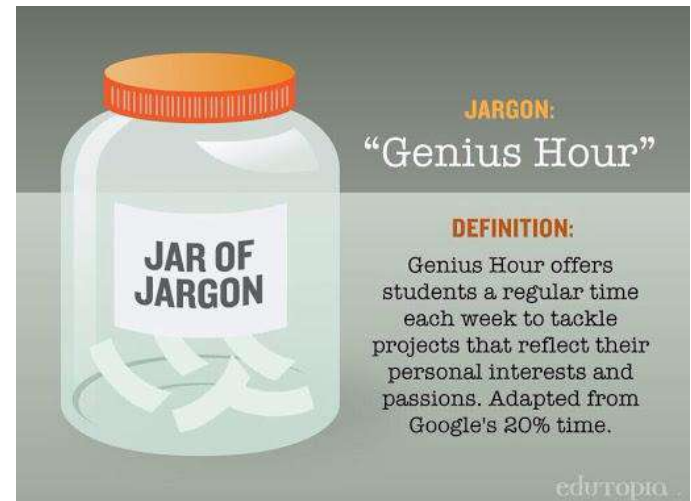 JAR OF
JARGON
JARGON:
“Genius Hour”
DEFINITION:
Genius Hour offers
students a regular time
each week to tackle
projects that reflect their
personal interests and
passions. Adapted from
Google's 20% time.
edutopia